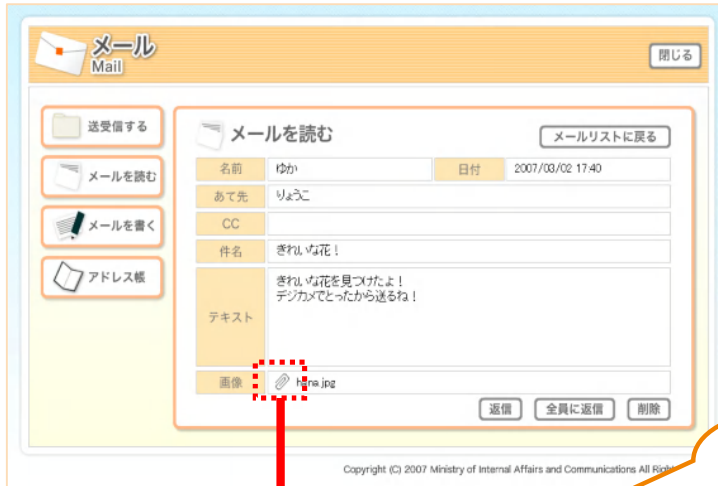 メール
Mail
閉じる
送受信する
メールを読む
メールを書く
アドレス帳
メールを読む
メールリストに戻る
名前 ゆか 日付 2007/03/02 17:40
あて先 りょうこ
CC
件名 きれいな花!
テキスト きれいな花を見つけたよ!
デジカメでとったから送るね!
画像 hana.jpg
返信 全員に返信 削除
Copyright (C) 2007 Ministry of Internal Affairs and Communications All